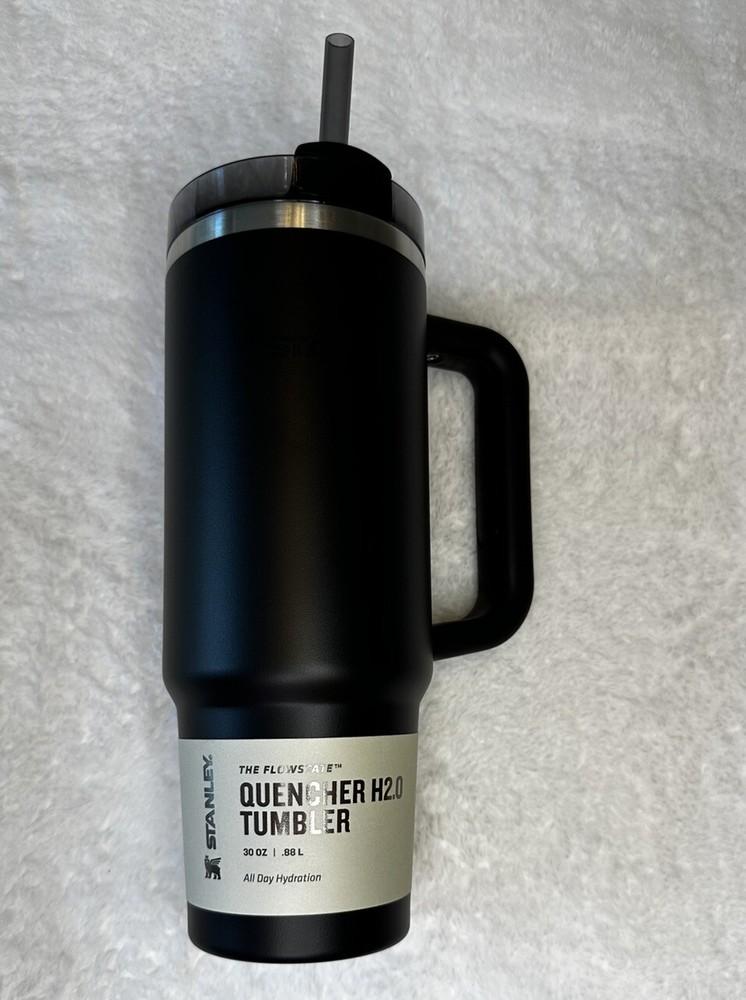 STANLEY.
THE FLOWSTATE™
QUENCHER H2.0
TUMBLER
30 OZ | .88 L
All Day Hydration